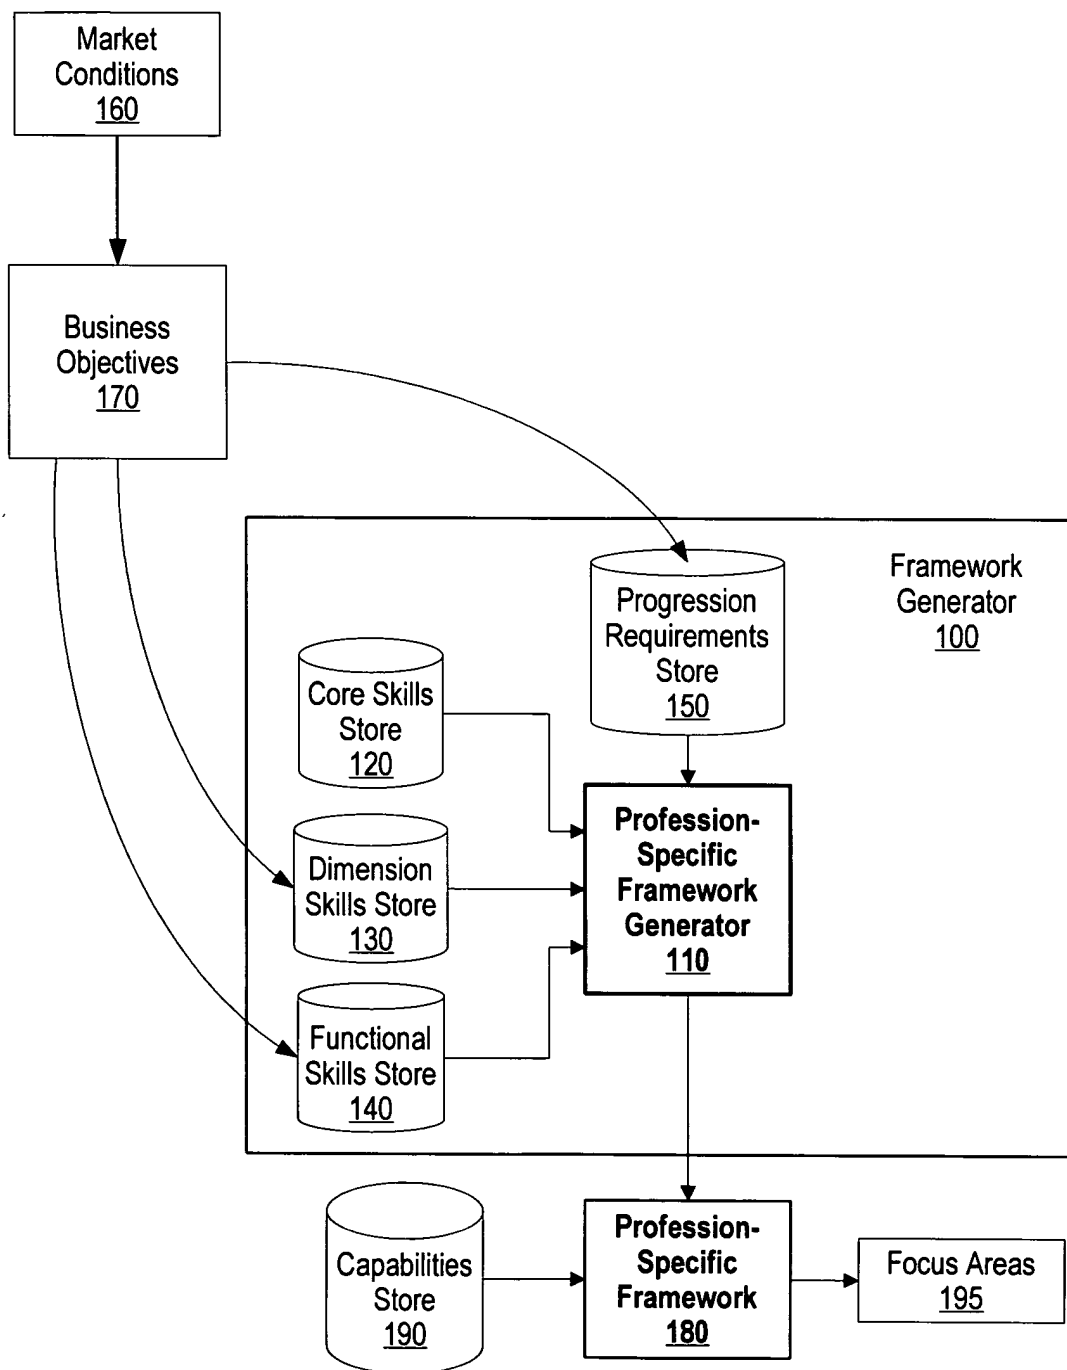 Market
Conditions
160
Business
Objectives
170
Framework
Generator
100
Progression
Requirements
Store
150
Core Skills
Store
120
Dimension
Skills Store
130
Functional
Skills Store
140
Profession-
Specific
Framework
Generator
110
Capabilities
Store
190
Profession-
Specific
Framework
180
Focus Areas
195